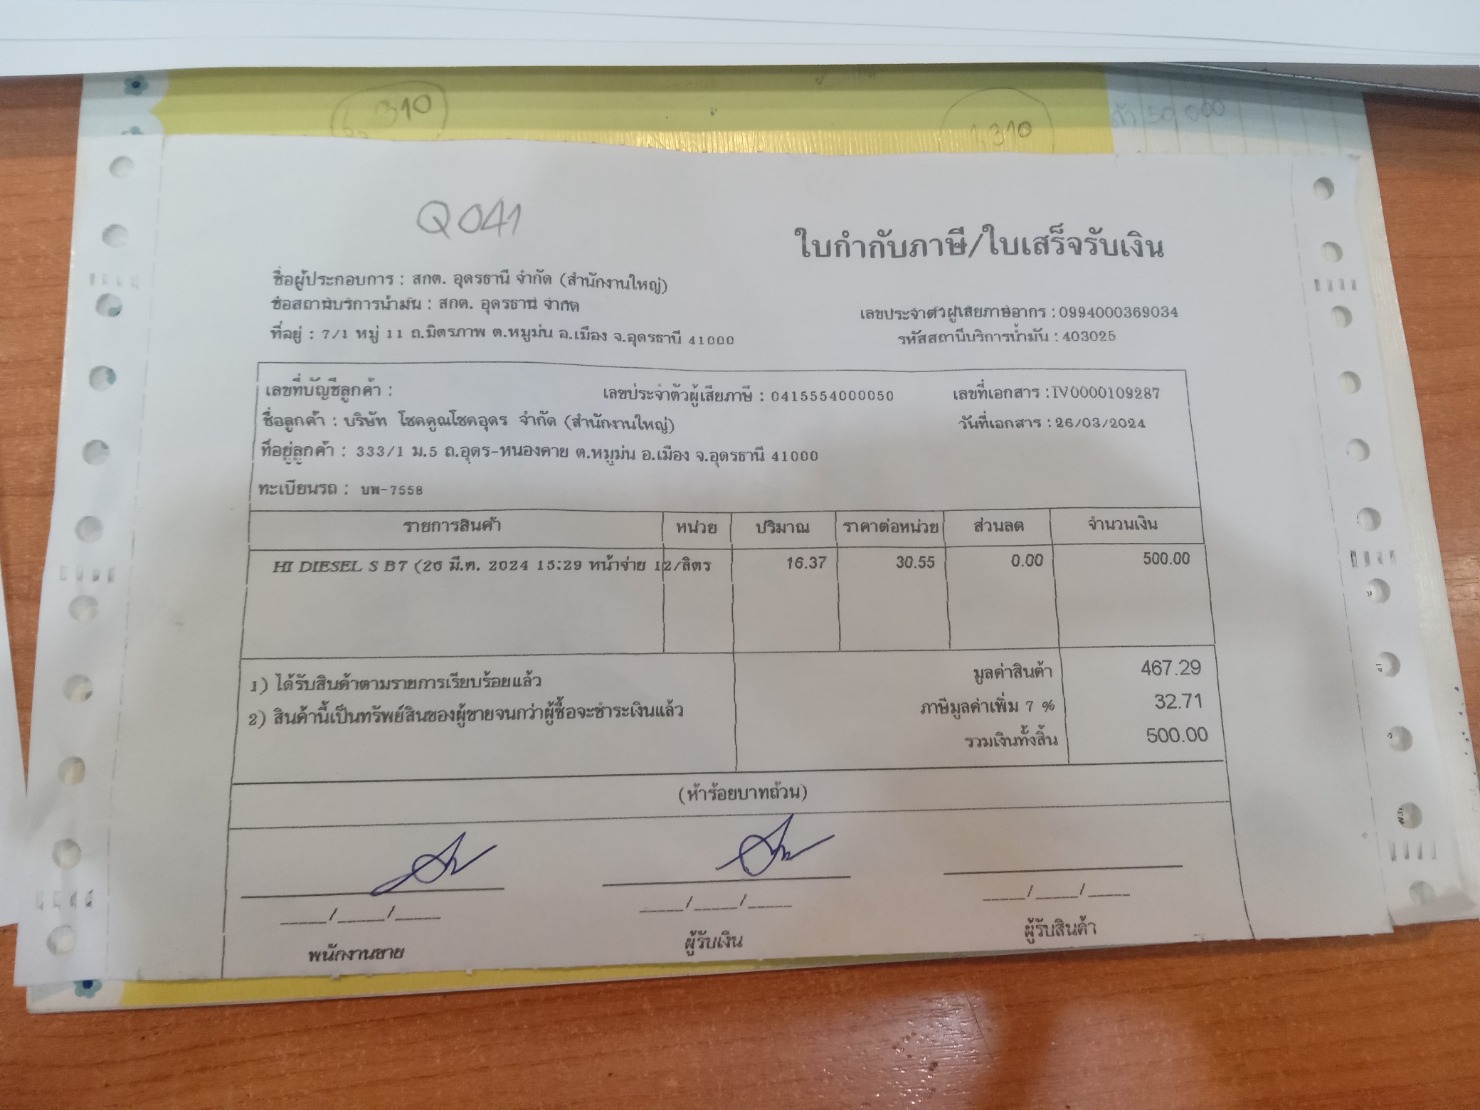 310
1,310
50,000
Q041
ใบกำกับภาษี/ใบเสร็จรับเงิน
ชื่อผู้ประกอบการ : สกต. อุดรธานี จำกัด (สำนักงานใหญ่)
ชื่อสถานีบริการน้ำมัน : สกต. อุดรธานี จำกัด
เลขประจำตัวผู้เสียภาษีอากร : 0994000369034
ที่อยู่ : 7/1 หมู่ 11 ถ.มิตรภาพ ต.หมูม่น อ.เมือง จ.อุดรธานี 41000
รหัสสถานีบริการน้ำมัน : 403025
เลขที่บัญชีลูกค้า : เลขประจำตัวผู้เสียภาษี : 0415554000050 เลขที่เอกสาร : IV0000109287
ชื่อลูกค้า : บริษัท โชคคูณโชคอุดร จำกัด (สำนักงานใหญ่) วันที่เอกสาร : 26/03/2024
ที่อยู่ลูกค้า : 333/1 ม.5 ถ.อุดร-หนองคาย ต.หมูม่น อ.เมือง จ.อุดรธานี 41000
ทะเบียนรถ : บพ-7558
รายการสินค้า หน่วย ปริมาณ ราคาต่อหน่วย ส่วนลด จำนวนเงิน
HI DIESEL S B7 (26 มี.ค. 2024 15:29 หน้าจ่าย 12/ลิตร 16.37 30.55 0.00 500.00
1) ได้รับสินค้าตามรายการเรียบร้อยแล้ว
2) สินค้านี้เป็นทรัพย์สินของผู้ขายจนกว่าผู้ซื้อจะชำระเงินแล้ว
มูลค่าสินค้า 467.29
ภาษีมูลค่าเพิ่ม 7 % 32.71
รวมเงินทั้งสิ้น 500.00
(ห้าร้อยบาทถ้วน)
____/____/____ ____/____/____ ____/____/____
พนักงานขาย ผู้รับเงิน ผู้รับสินค้า